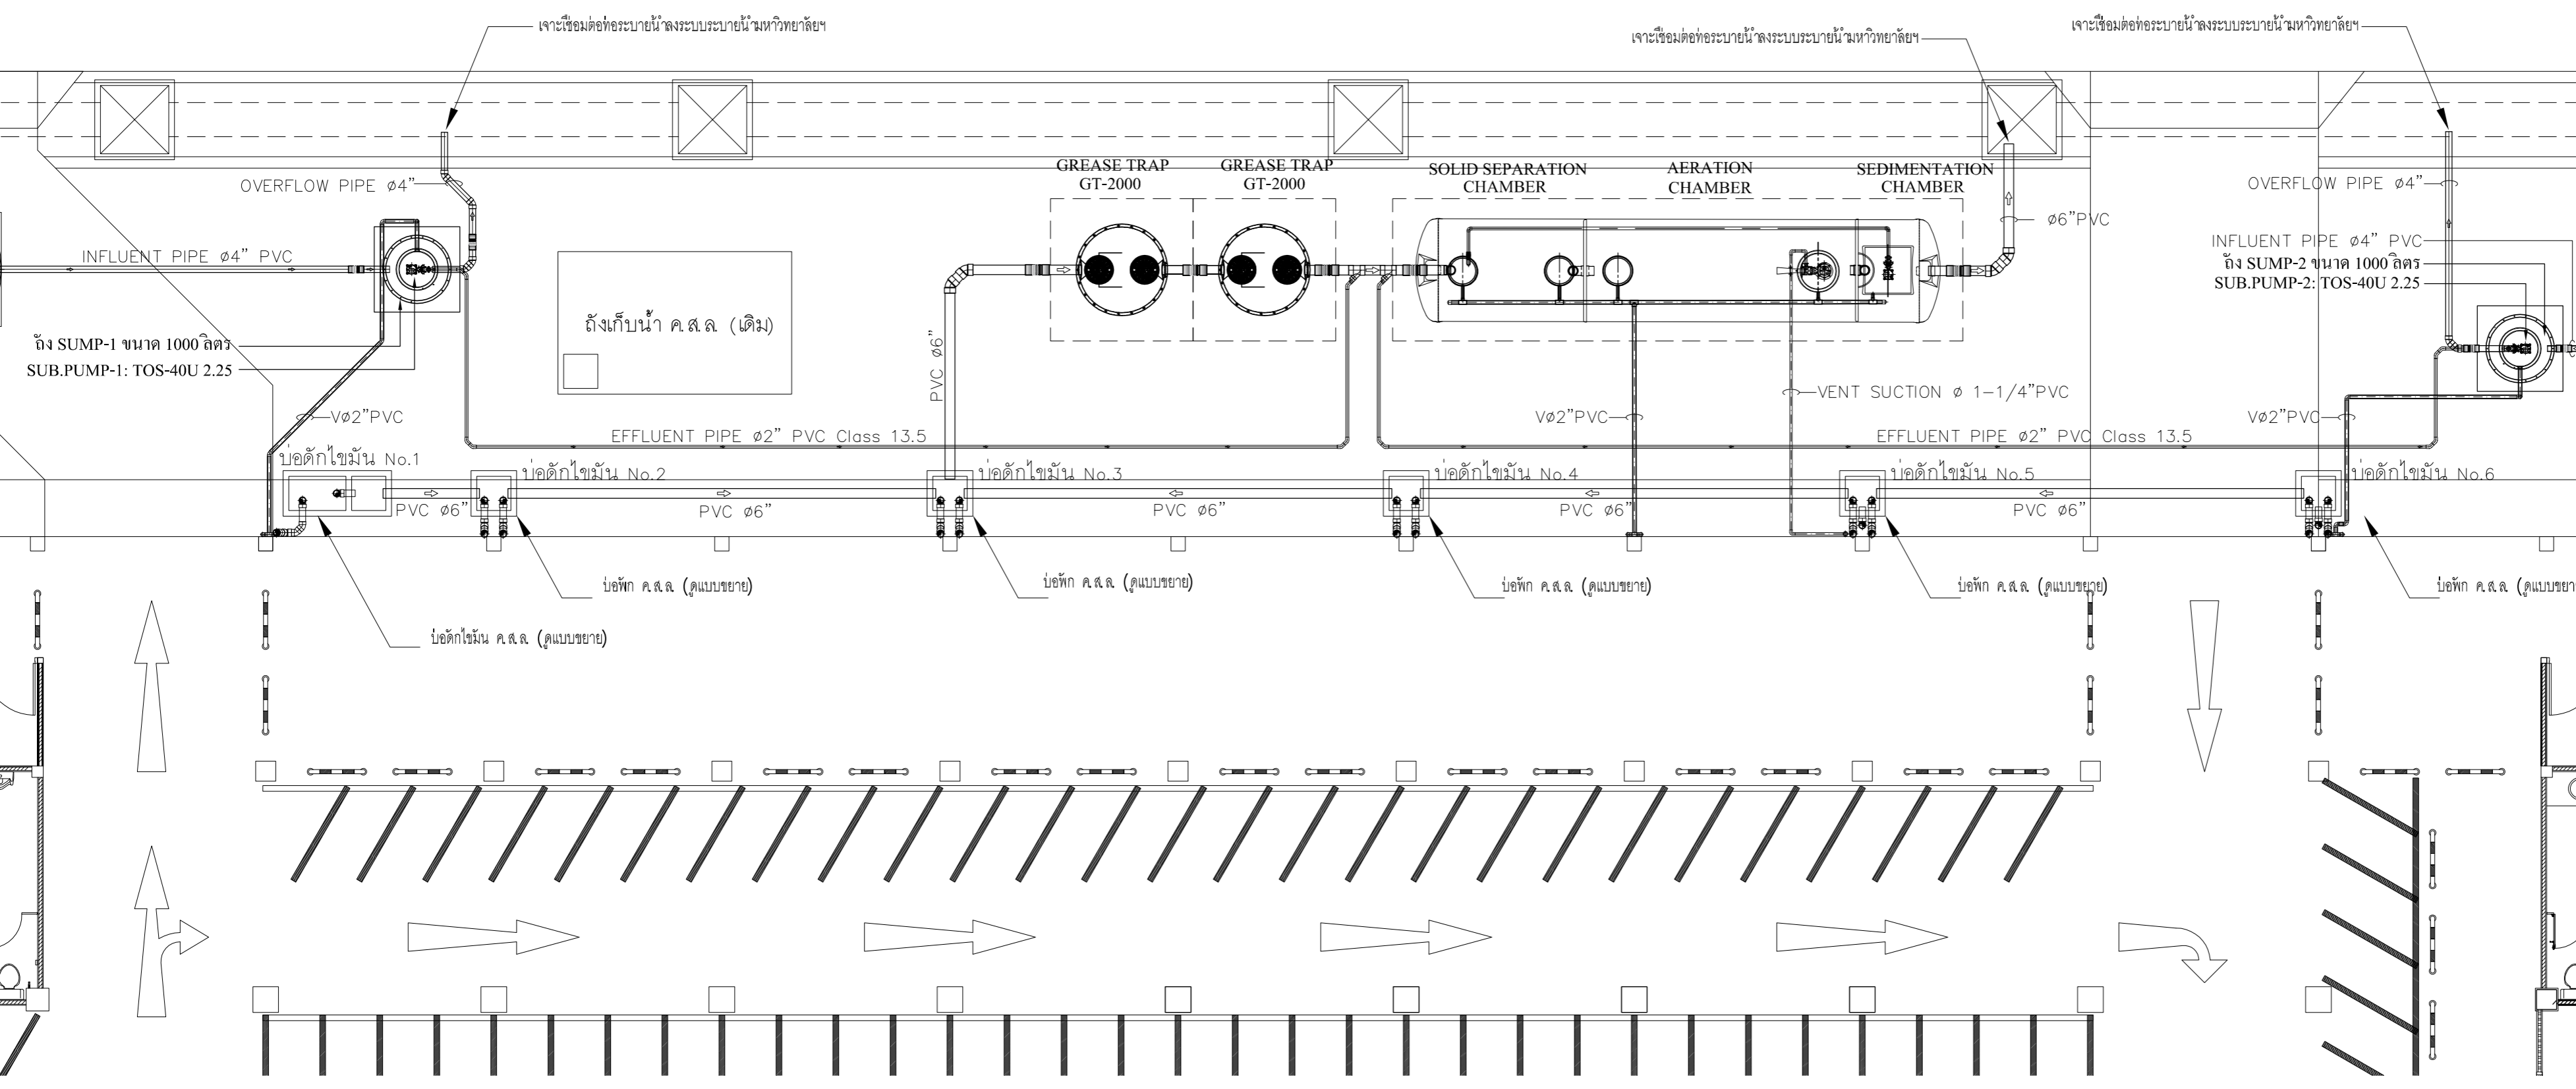 เจาะเชื่อมต่อท่อระบายน้ำลงระบบระบายน้ำมหาวิทยาลัยฯ
เจาะเชื่อมต่อท่อระบายน้ำลงระบบระบายน้ำมหาวิทยาลัยฯ
เจาะเชื่อมต่อท่อระบายน้ำลงระบบระบายน้ำมหาวิทยาลัยฯ
OVERFLOW PIPE ø4"
GREASE TRAP
GT-2000
GREASE TRAP
GT-2000
SOLID SEPARATION
CHAMBER
AERATION
CHAMBER
SEDIMENTATION
CHAMBER
OVERFLOW PIPE ø4"
ø6"PVC
INFLUENT PIPE ø4" PVC
INFLUENT PIPE ø4" PVC
ถัง SUMP-2 ขนาด 1000 ลิตร
SUB.PUMP-2: TOS-40U 2.25
ถังเก็บน้ำ ค.ส.ล. (เดิม)
ถัง SUMP-1 ขนาด 1000 ลิตร
SUB.PUMP-1: TOS-40U 2.25
PVC ø6"
VENT SUCTION ø 1-1/4"PVC
Vø2"PVC
Vø2"PVC
Vø2"PVC
EFFLUENT PIPE ø2" PVC Class 13.5
EFFLUENT PIPE ø2" PVC Class 13.5
บ่อดักไขมัน No.1
บ่อดักไขมัน No.2
บ่อดักไขมัน No.3
บ่อดักไขมัน No.4
บ่อดักไขมัน No.5
บ่อดักไขมัน No.6
PVC ø6"
PVC ø6"
PVC ø6"
PVC ø6"
PVC ø6"
บ่อพัก ค.ส.ล. (ดูแบบขยาย)
บ่อพัก ค.ส.ล. (ดูแบบขยาย)
บ่อพัก ค.ส.ล. (ดูแบบขยาย)
บ่อพัก ค.ส.ล. (ดูแบบขยาย)
บ่อพัก ค.ส.ล. (ดูแบบขยา
บ่อดักไขมัน ค.ส.ล. (ดูแบบขยาย)